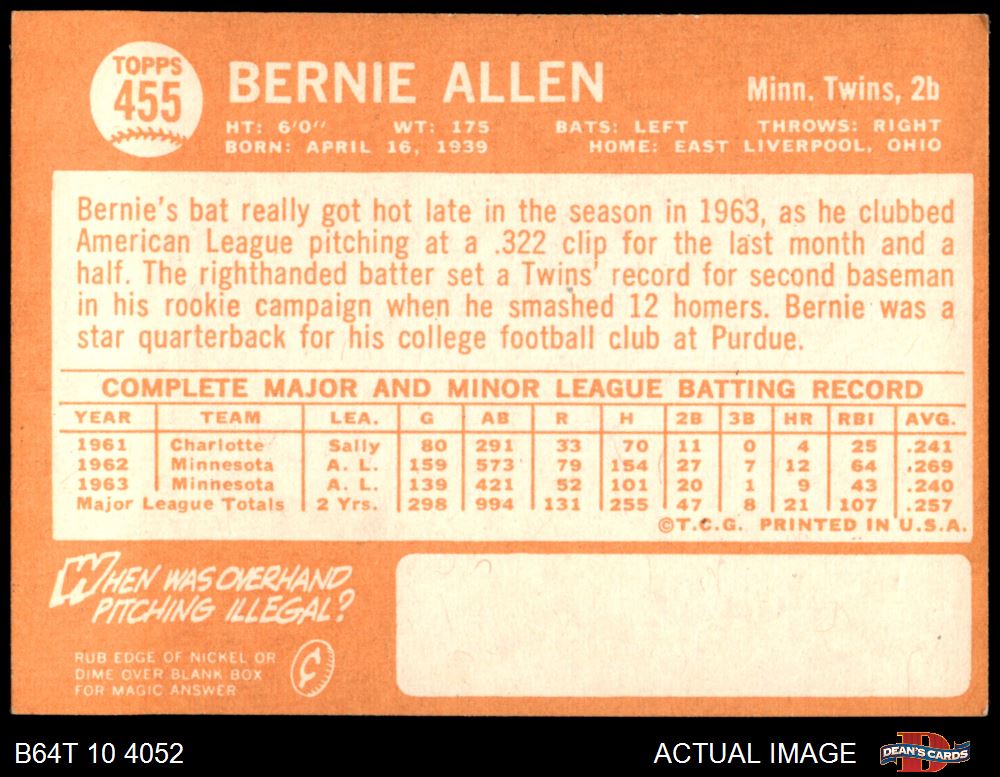 TOPPS
455
BERNIE ALLEN
Minn. Twins, 2b
HT: 6'0" WT: 175 BATS: LEFT THROWS: RIGHT
BORN: APRIL 16, 1939 HOME: EAST LIVERPOOL, OHIO
Bernie's bat really got hot late in the season in 1963, as he clubbed
American League pitching at a .322 clip for the last month and a
half. The righthanded batter set a Twins' record for second baseman
in his rookie campaign when he smashed 12 homers. Bernie was a
star quarterback for his college football club at Purdue.
COMPLETE MAJOR AND MINOR LEAGUE BATTING RECORD
YEAR TEAM LEA. G AB R H 2B 3B HR RBI AVG.
1961 Charlotte Sally 80 291 33 70 11 0 4 25 .241
1962 Minnesota A. L. 159 573 79 154 27 7 12 64 .269
1963 Minnesota A. L. 139 421 52 101 20 1 9 43 .240
Major League Totals 2 Yrs. 298 994 131 255 47 8 21 107 .257
©T.C.G. PRINTED IN U.S.A.
WHEN WAS OVERHAND
PITCHING ILLEGAL?
RUB EDGE OF NICKEL OR
DIME OVER BLANK BOX
FOR MAGIC ANSWER
¢
B64T 10 4052
ACTUAL IMAGE
DEAN'S CARDS